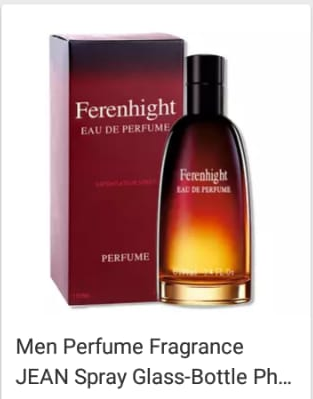 Ferenhight
EAU DE PERFUME
PERFUME
Ferenhight
EAU DE PERFUME
Men Perfume Fragrance
JEAN Spray Glass-Bottle Ph...